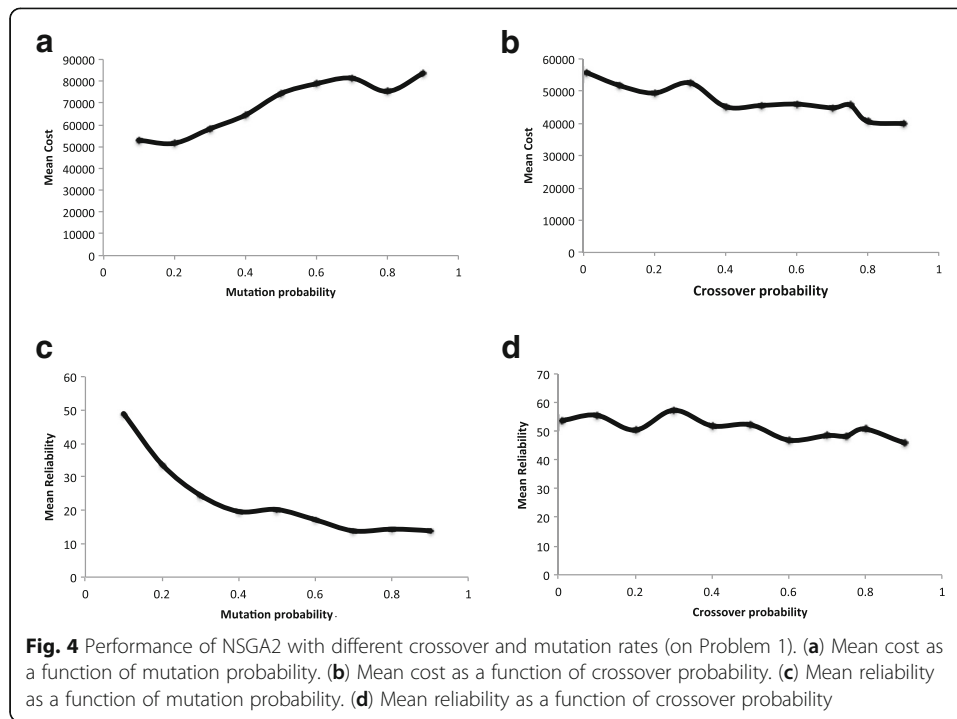 a
90000
80000
70000
60000
50000
40000
30000
20000
10000
0
Mean Cost
0 0.2 0.4 0.6 0.8 1
Mutation probability
b
60000
50000
40000
30000
20000
10000
0
Mean Cost
0 0.2 0.4 0.6 0.8 1
Crossover probability
c
60
50
40
30
20
10
0
Mean Reliability
0 0.2 0.4 0.6 0.8 1
Mutation probability.
d
70
60
50
40
30
20
10
0
Mean Reliability
0 0.2 0.4 0.6 0.8 1
Crossover probability
Fig. 4 Performance of NSGA2 with different crossover and mutation rates (on Problem 1). (a) Mean cost as
a function of mutation probability. (b) Mean cost as a function of crossover probability. (c) Mean reliability
as a function of mutation probability. (d) Mean reliability as a function of crossover probability